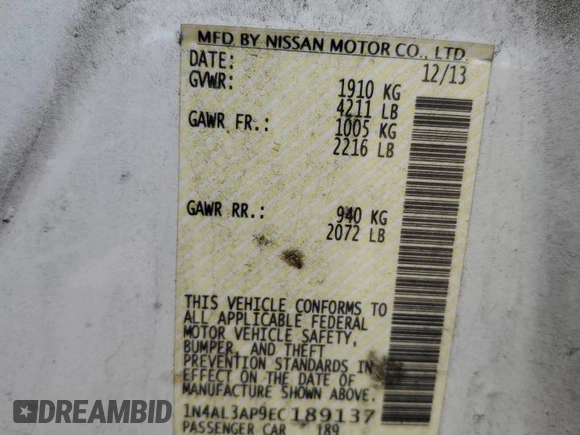 MFD BY NISSAN MOTOR CO., LTD.
DATE: 12/13
GVWR: 1910 KG
4211 LB
GAWR FR.: 1005 KG
2216 LB
GAWR RR.: 940 KG
2072 LB
THIS VEHICLE CONFORMS TO
ALL APPLICABLE FEDERAL
MOTOR VEHICLE SAFETY,
BUMPER, AND THEFT
PREVENTION STANDARDS IN
EFFECT ON THE DATE OF
MANUFACTURE SHOWN ABOVE.
1N4AL3AP9EC189137
PASSENGER CAR 189
DREAMBID